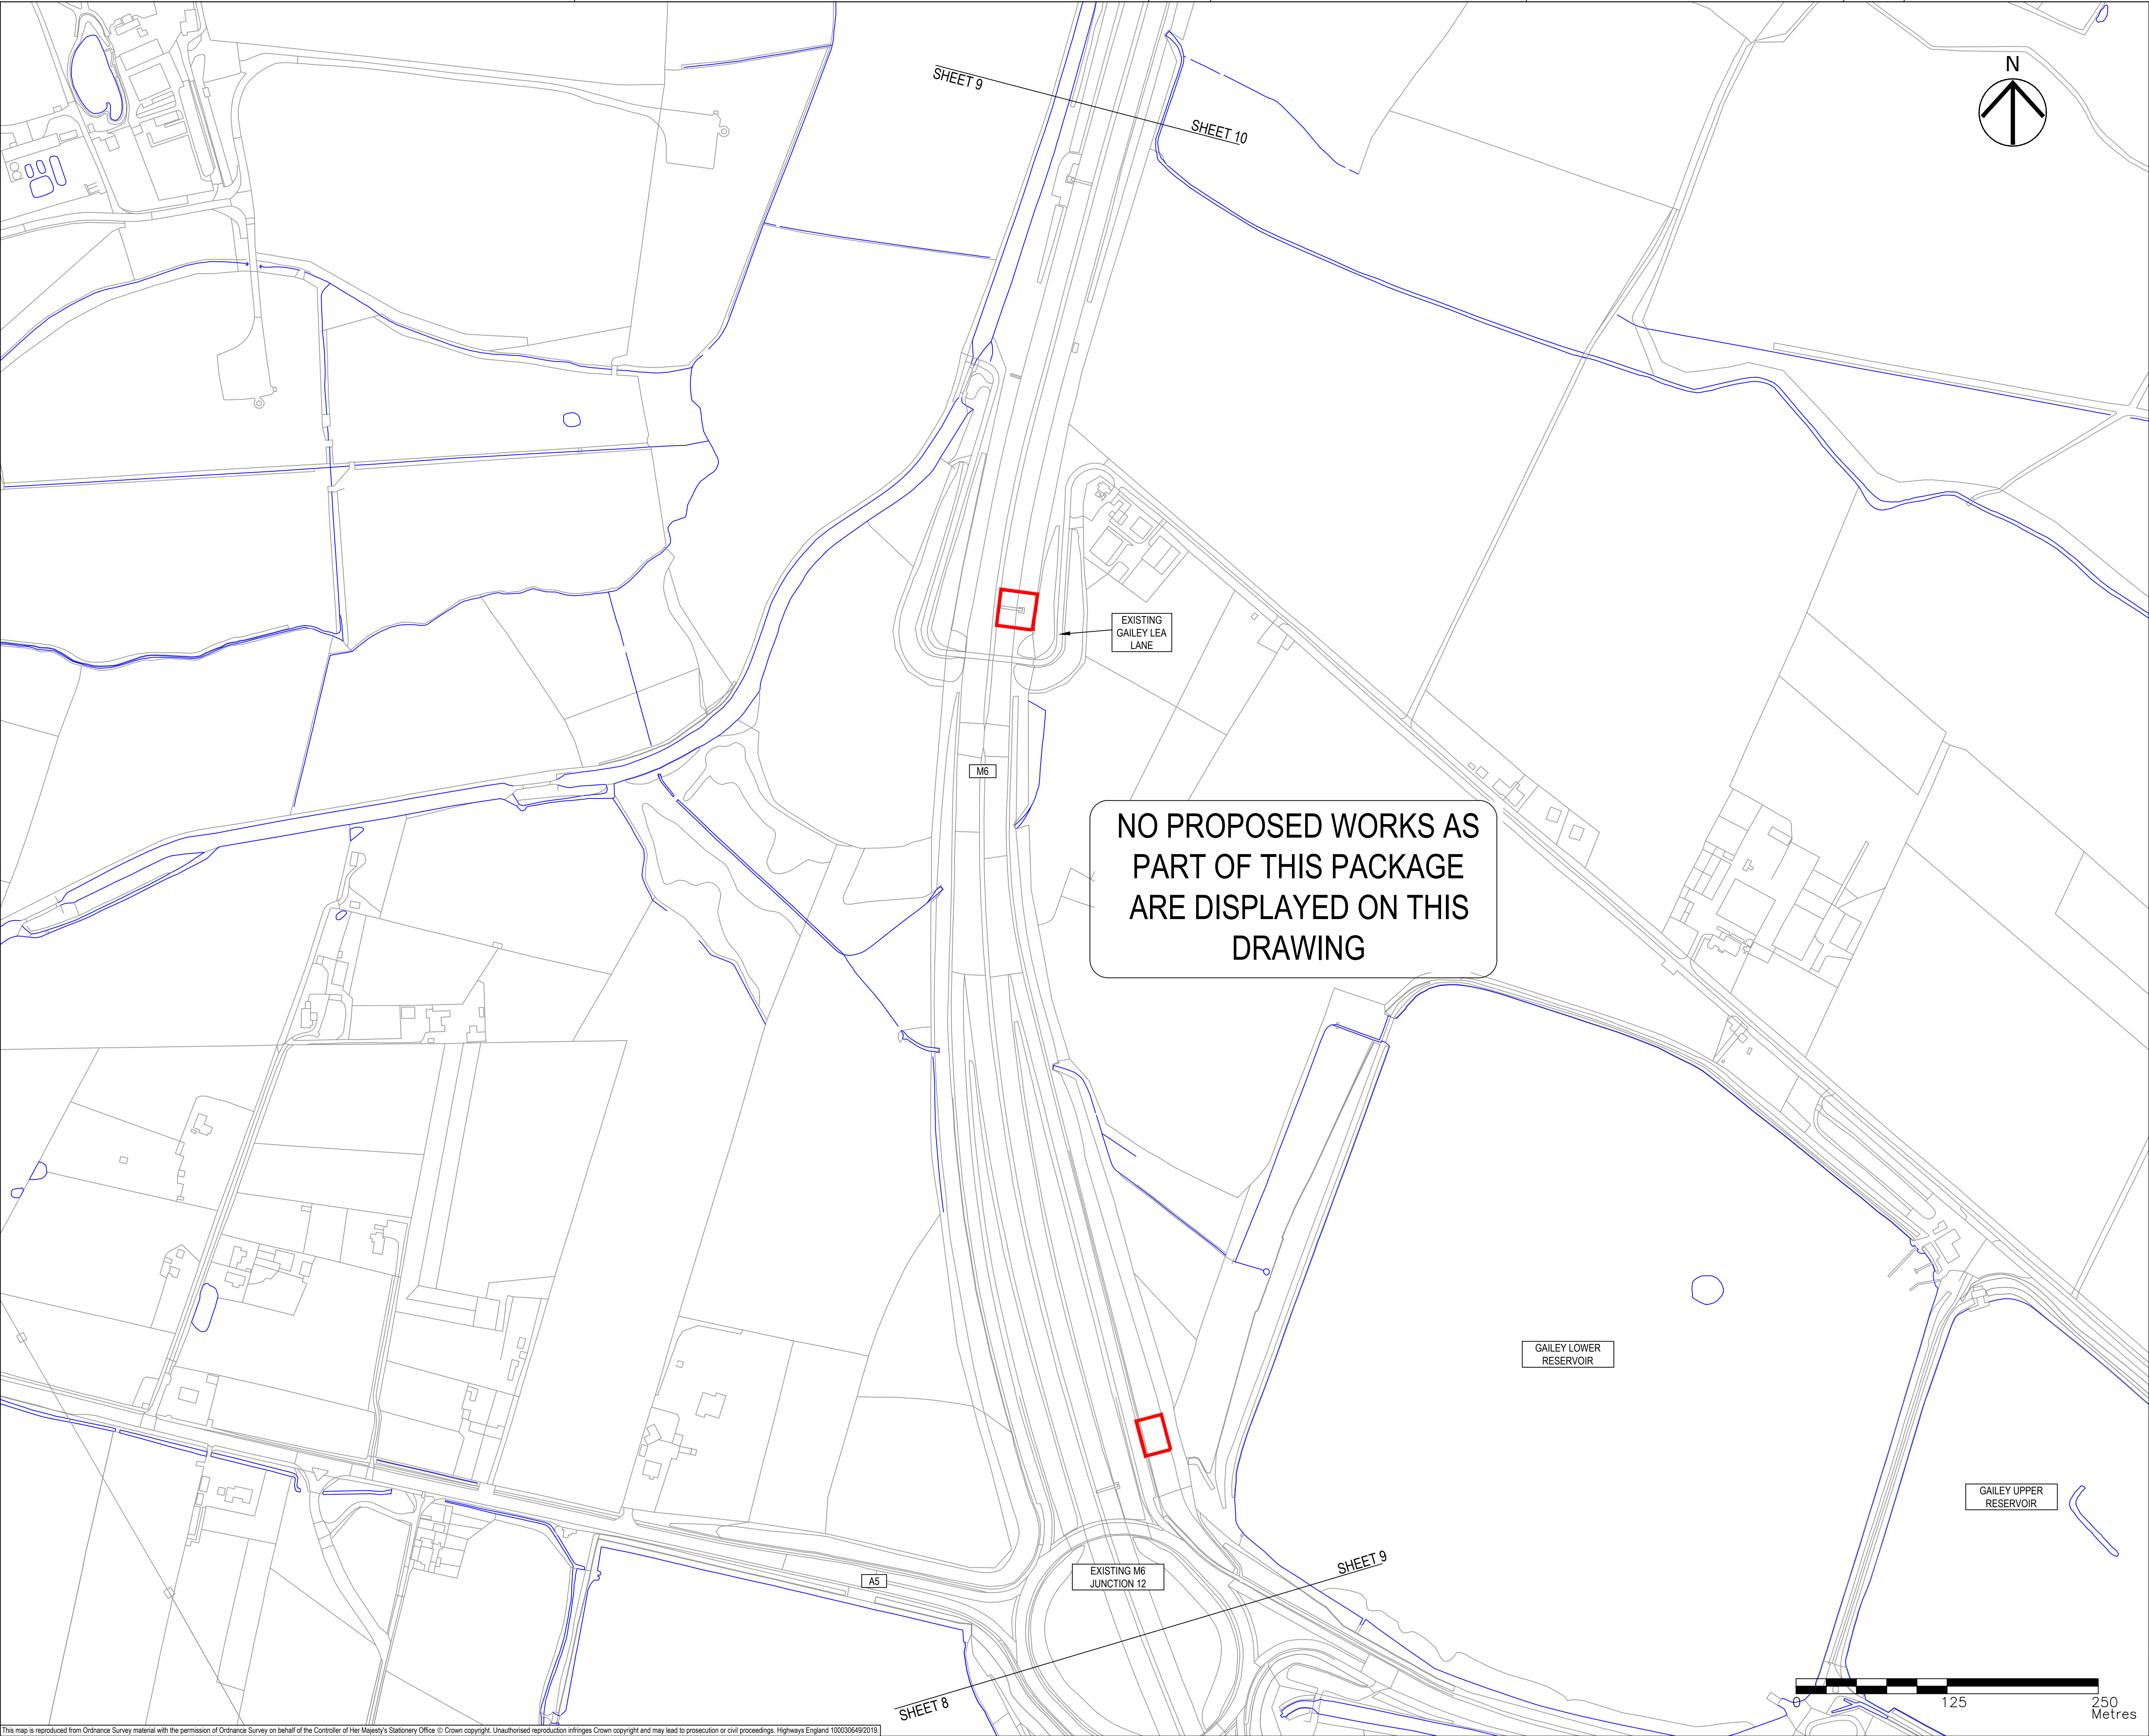 SHEET 9
SHEET 10
N
EXISTING
GAILEY LEA
LANE
M6
NO PROPOSED WORKS AS
PART OF THIS PACKAGE
ARE DISPLAYED ON THIS
DRAWING
GAILEY LOWER
RESERVOIR
GAILEY UPPER
RESERVOIR
EXISTING M6
JUNCTION 12
A5
SHEET 9
SHEET 8
0 125 250
Metres
This map is reproduced from Ordnance Survey material with the permission of Ordnance Survey on behalf of the Controller of Her Majesty's Stationery Office © Crown copyright. Unauthorised reproduction infringes Crown copyright and may lead to prosecution or civil proceedings. Highways England 100030649/2019.